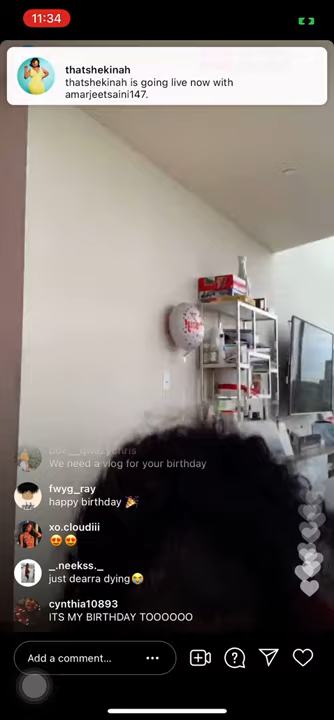 11:34
thatshekinah
thatshekinah is going live now with
amarjeetsaini147.
We need a vlog for your birthday
fwyg_ray
happy birthday 🎉
xo.cloudiii
😍😍
_.neekss._
just dearra dying😭
cynthia10893
ITS MY BIRTHDAY TOOOOOO
Add a comment...